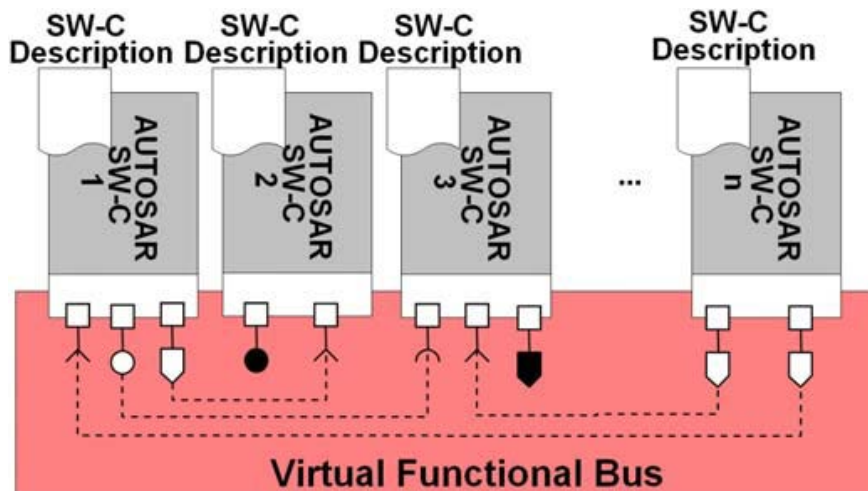 SW-C
Description
SW-C
Description
SW-C
Description
SW-C
Description
AUTOSAR
SW-C
1
AUTOSAR
SW-C
2
AUTOSAR
SW-C
3
...
AUTOSAR
SW-C
n
Virtual Functional Bus